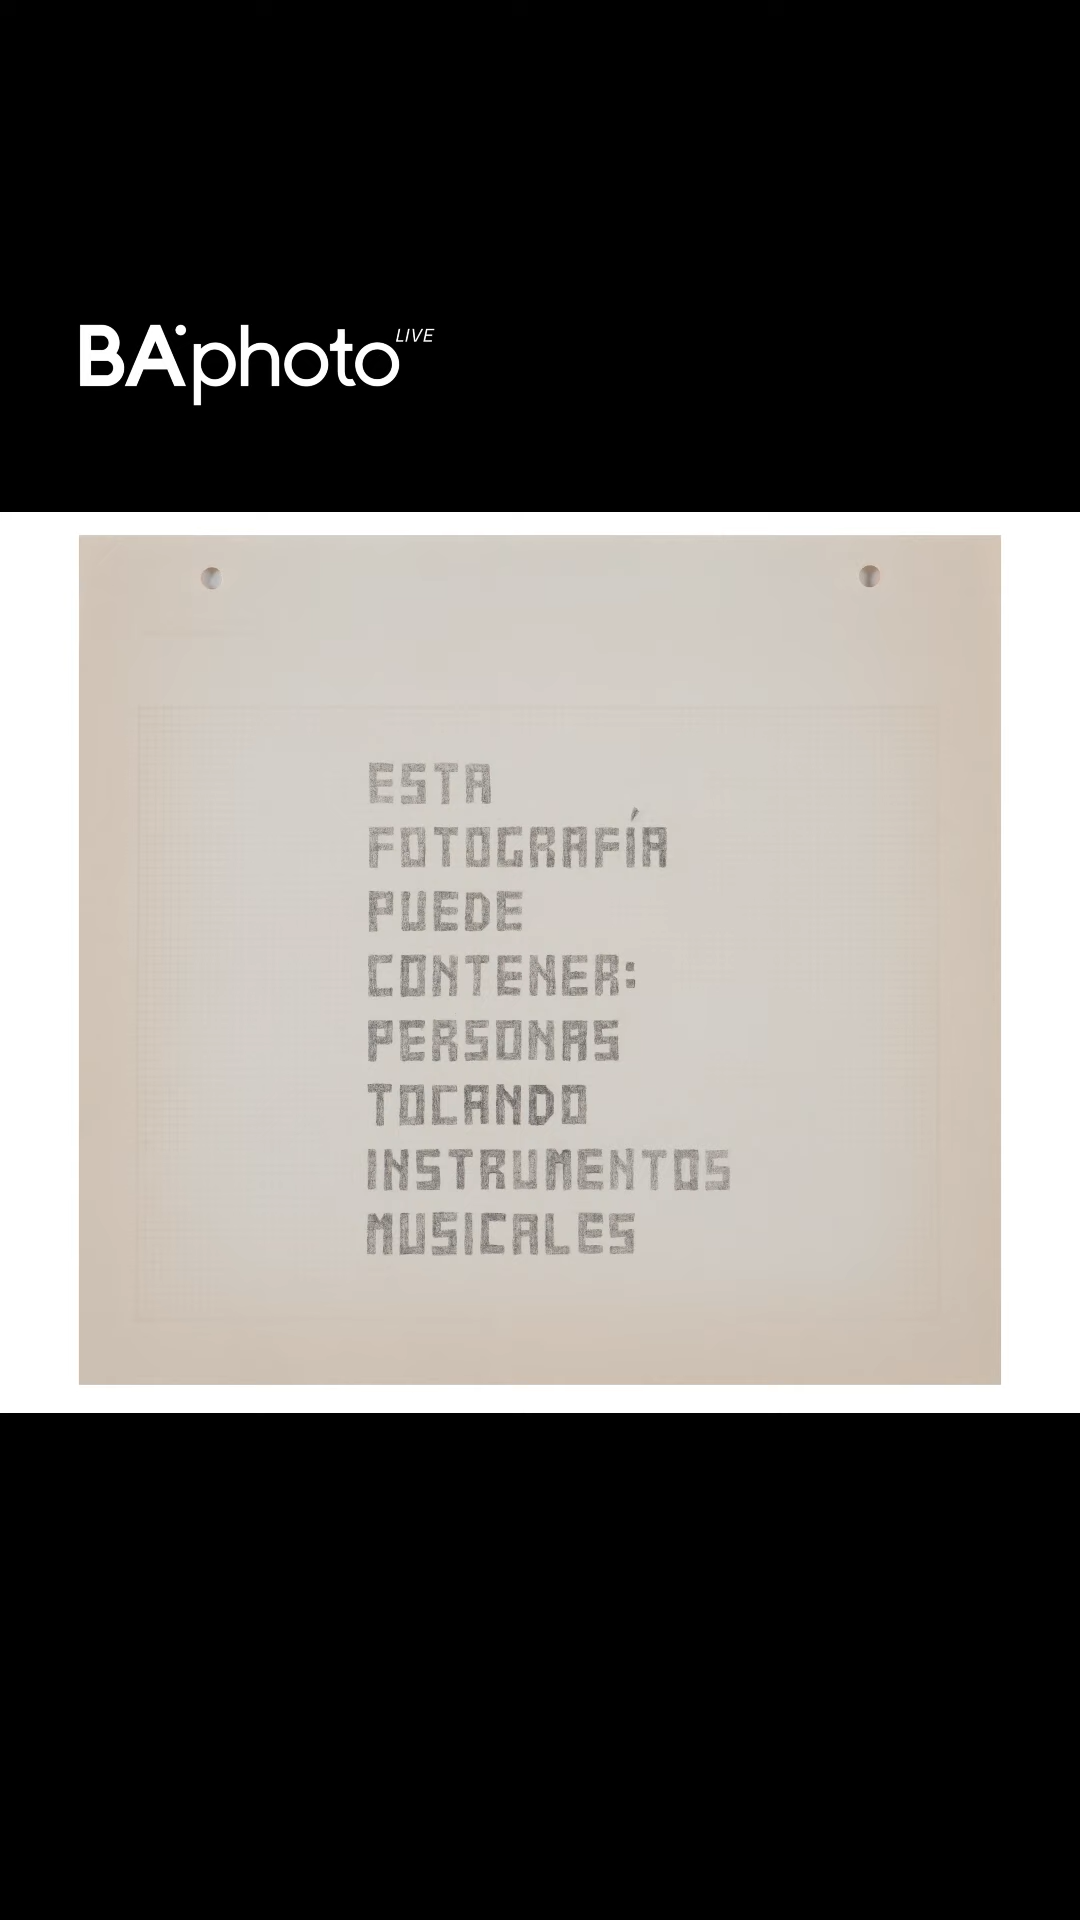 BAphoto LIVE
ESTA
FOTOGRAFÍA
PUEDE
CONTENER:
PERSONAS
TOCANDO
INSTRUMENTOS
MUSICALES